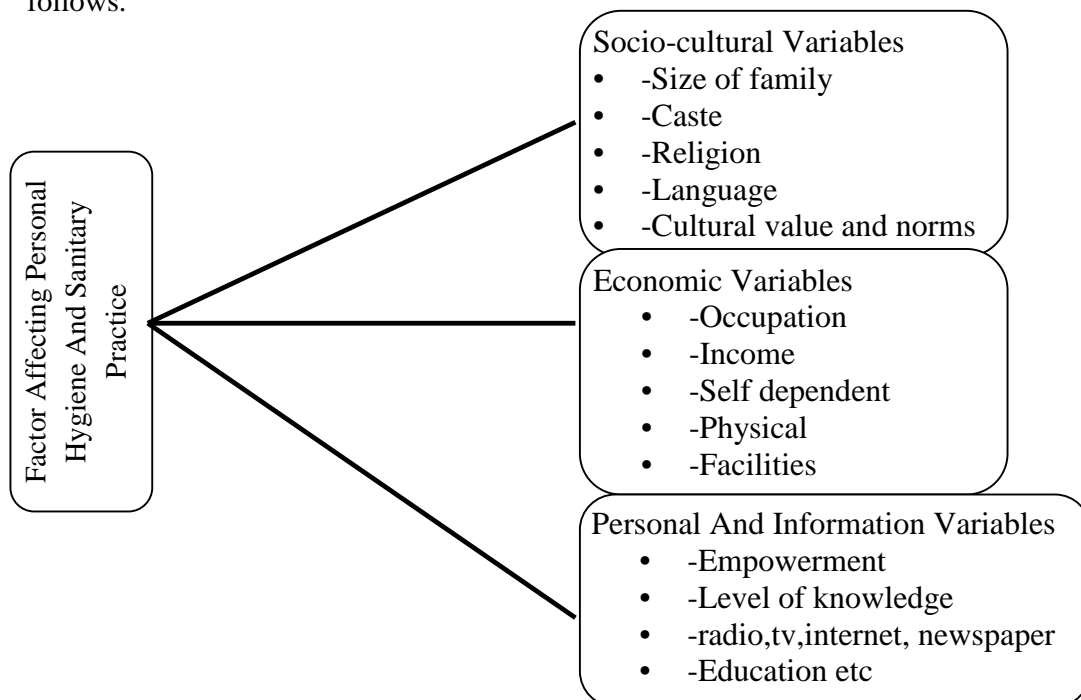 follows.
Factor Affecting Personal
Hygiene And Sanitary
Practice
Socio-cultural Variables
• -Size of family
• -Caste
• -Religion
• -Language
• -Cultural value and norms
Economic Variables
• -Occupation
• -Income
• -Self dependent
• -Physical
• -Facilities
Personal And Information Variables
• -Empowerment
• -Level of knowledge
• -radio,tv,internet, newspaper
• -Education etc